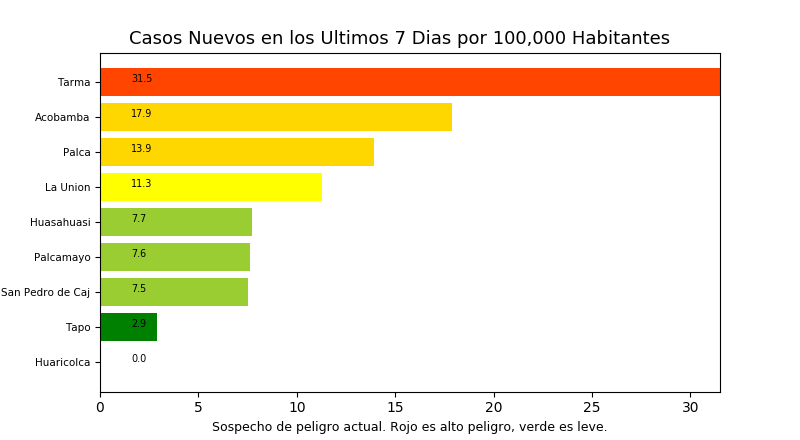 Casos Nuevos en los Ultimos 7 Dias por 100,000 Habitantes
Tarma 31.5
Acobamba 17.9
Palca 13.9
La Union 11.3
Huasahuasi 7.7
Palcamayo 7.6
San Pedro de Caj 7.5
Tapo 2.9
Huaricolca 0.0
0 5 10 15 20 25 30
Sospecho de peligro actual. Rojo es alto peligro, verde es leve.